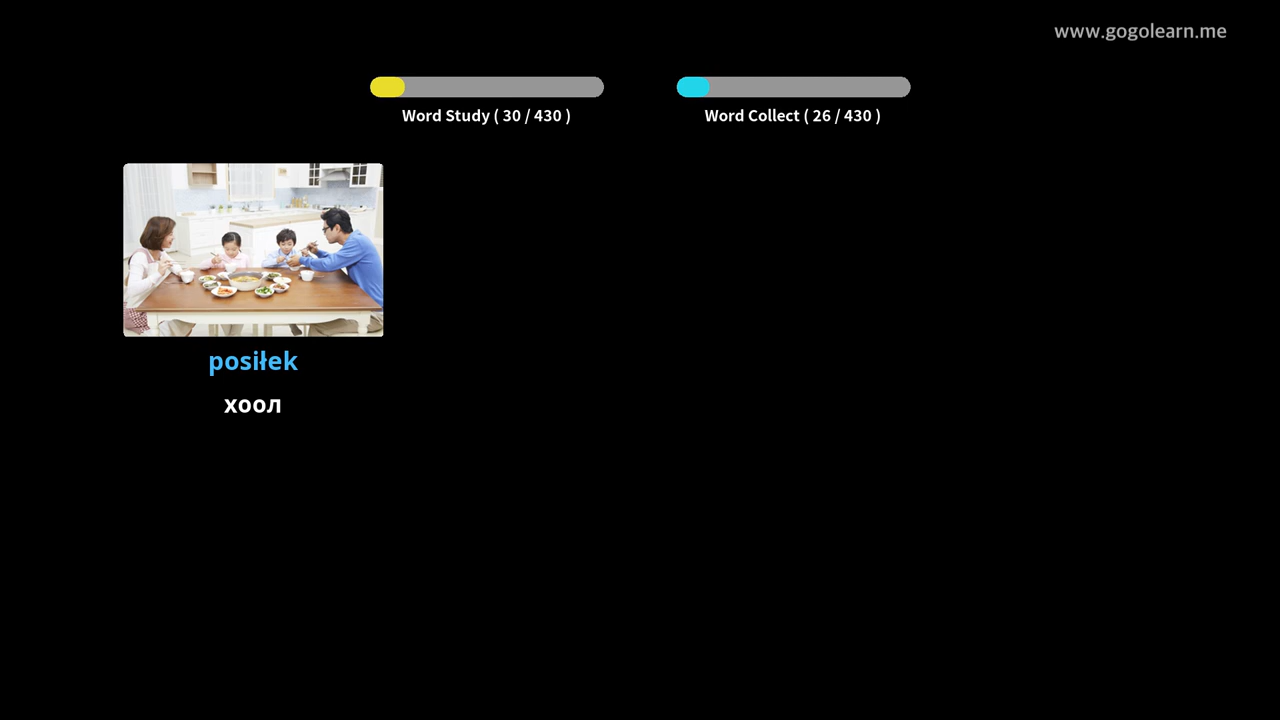 www.gogolearn.me
Word Study ( 30 / 430 )
Word Collect ( 26 / 430 )
posiłek
хоол